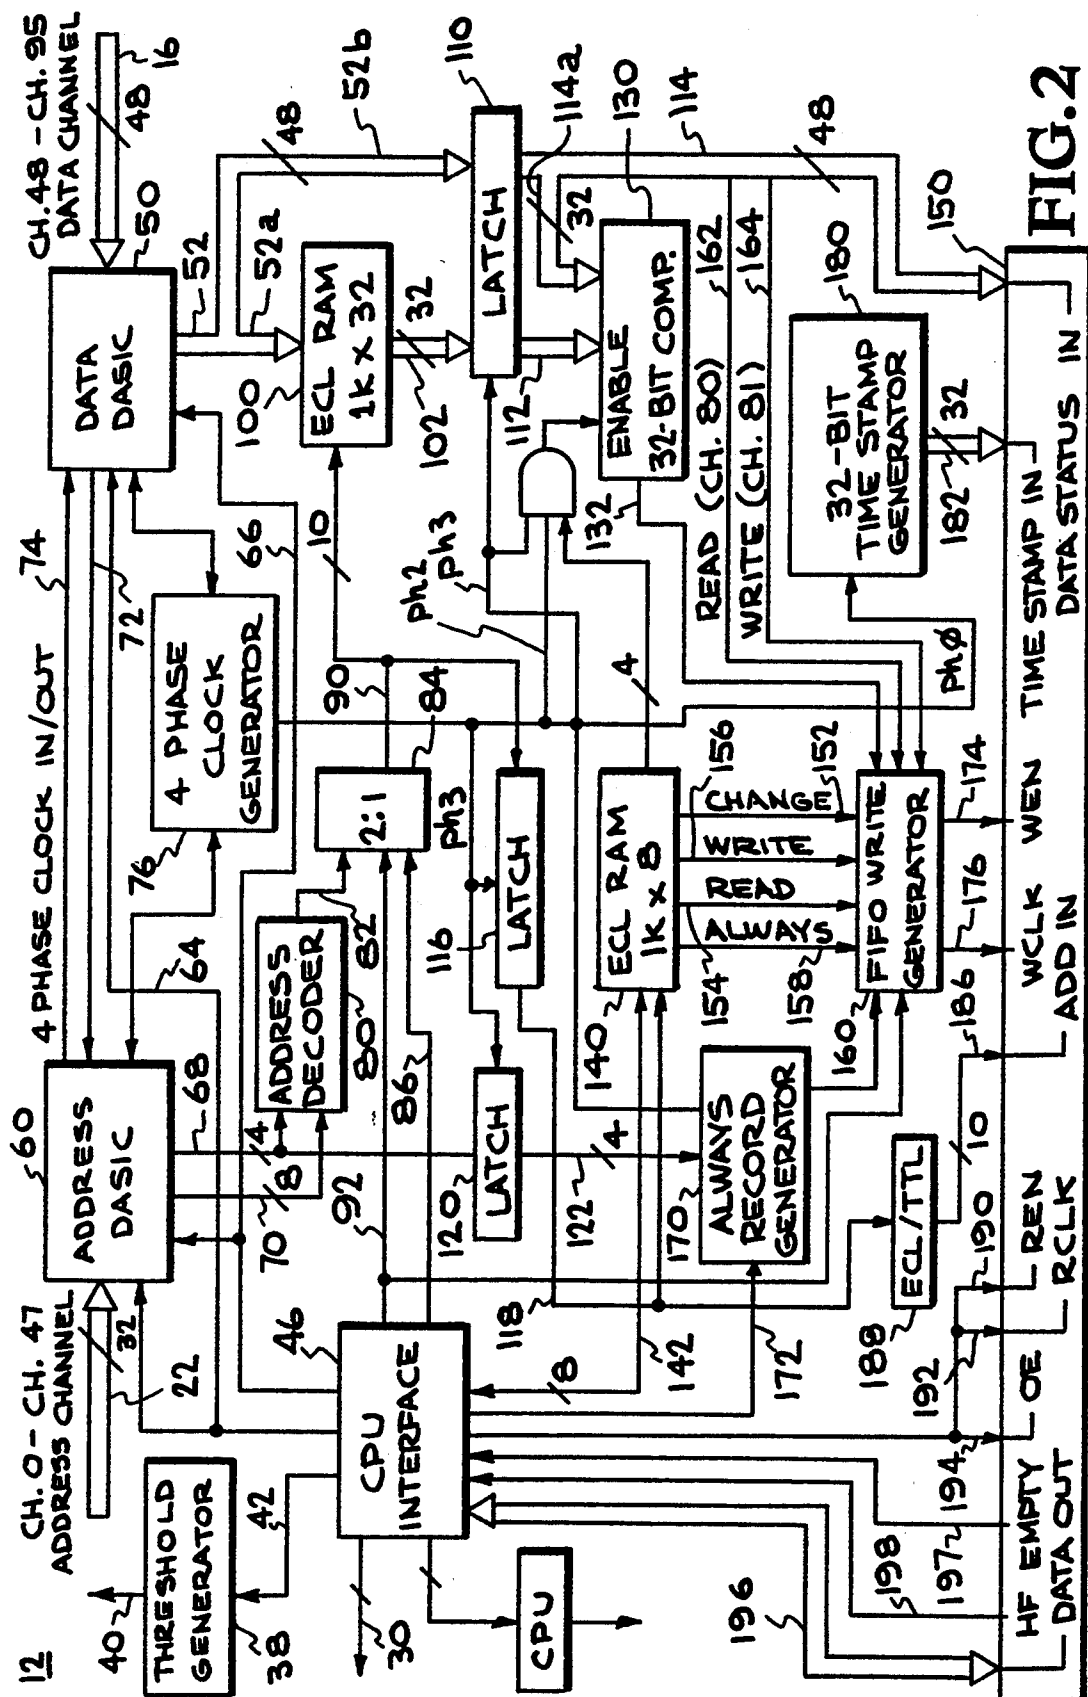 12
CH. 0 - CH. 47
ADDRESS CHANNEL
32
22
60
ADDRESS
DASIC
4 PHASE CLOCK IN/OUT
74
72
CH. 48 - CH. 95
DATA CHANNEL
16
48
50
DATA
DASIC
52
52a
48
52b
40
THRESHOLD
GENERATOR
38
42
64
66
68
4
70
8
76
4 PHASE
CLOCK
GENERATOR
ADDRESS
DECODER
80
82
2:1
84
ph3
86
90
92
10
100
ECL RAM
1K x 32
102
32
110
LATCH
112
114a
32
114
48
46
CPU
INTERFACE
30
CPU
116
LATCH
118
120
LATCH
122
4
ph2
ph3
ENABLE
32-BIT COMP.
130
132
READ (CH. 80)
162
WRITE (CH. 81)
164
140
ECL RAM
1K x 8
4
142
8
CHANGE
152
WRITE
156
READ
154
ALWAYS
158
160
FIFO WRITE
GENERATOR
170
ALWAYS
RECORD
GENERATOR
172
174
176
180
32-BIT
TIME STAMP
GENERATOR
182
32
phØ
186
10
ECL/TTL
188
190
192
194
196
197
198
150
HF EMPTY
DATA OUT
OE
REN
RCLK
ADD IN
WCLK
WEN
TIME STAMP IN
DATA STATUS IN
FIG.2